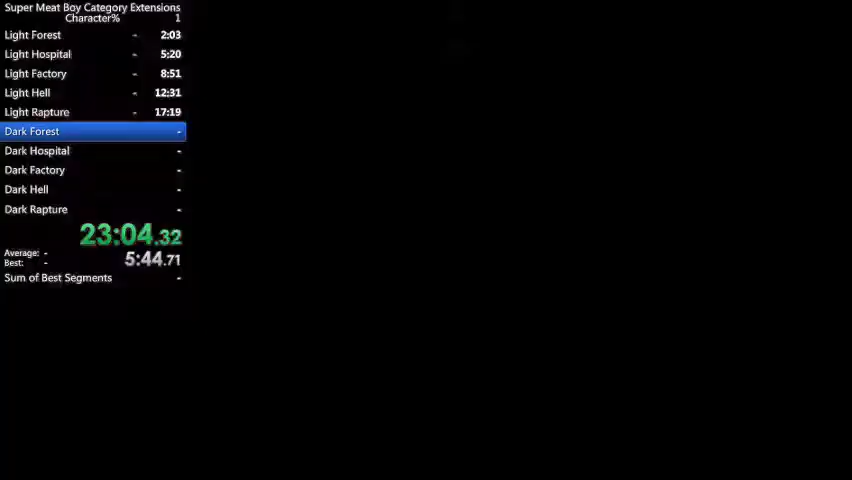 Super Meat Boy Category Extensions
Character% 1
Light Forest - 2:03
Light Hospital - 5:20
Light Factory - 8:51
Light Hell - 12:31
Light Rapture - 17:19
Dark Forest -
Dark Hospital -
Dark Factory -
Dark Hell -
Dark Rapture -
23:04.32
Average: -
Best: - 5:44.71
Sum of Best Segments -